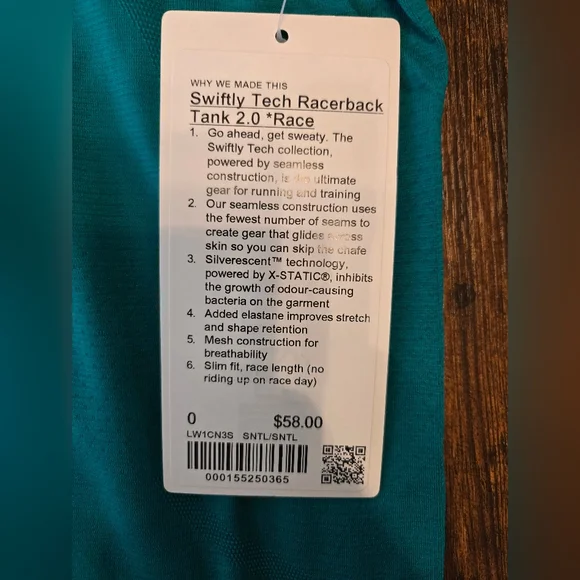 WHY WE MADE THIS
Swiftly Tech Racerback
Tank 2.0 *Race
1. Go ahead, get sweaty. The
Swiftly Tech collection,
powered by seamless
construction, is the ultimate
gear for running and training
2. Our seamless construction uses
the fewest number of seams to
create gear that glides across
skin so you can skip the chafe
3. Silverescent™ technology,
powered by X-STATIC®, inhibits
the growth of odour-causing
bacteria on the garment
4. Added elastane improves stretch
and shape retention
5. Mesh construction for
breathability
6. Slim fit, race length (no
riding up on race day)
0 $58.00
LW1CN3S SNTL/SNTL
000155250365